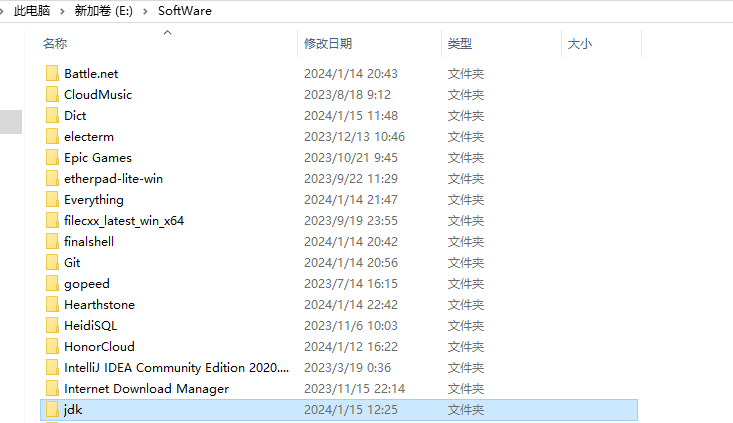 此电脑 > 新加卷 (E:) > SoftWare
名称 修改日期 类型 大小
Battle.net 2024/1/14 20:43 文件夹
CloudMusic 2023/8/18 9:12 文件夹
Dict 2024/1/15 11:48 文件夹
electerm 2023/12/13 10:46 文件夹
Epic Games 2023/10/21 9:45 文件夹
etherpad-lite-win 2023/9/22 11:29 文件夹
Everything 2024/1/14 21:47 文件夹
filecxx_latest_win_x64 2023/9/19 23:55 文件夹
finalshell 2024/1/14 20:42 文件夹
Git 2024/1/14 20:56 文件夹
gopeed 2023/7/14 16:15 文件夹
Hearthstone 2024/1/14 22:42 文件夹
HeidiSQL 2023/11/6 10:03 文件夹
HonorCloud 2024/1/12 16:22 文件夹
IntelliJ IDEA Community Edition 2020.... 2023/3/19 0:36 文件夹
Internet Download Manager 2023/11/15 22:14 文件夹
jdk 2024/1/15 12:25 文件夹